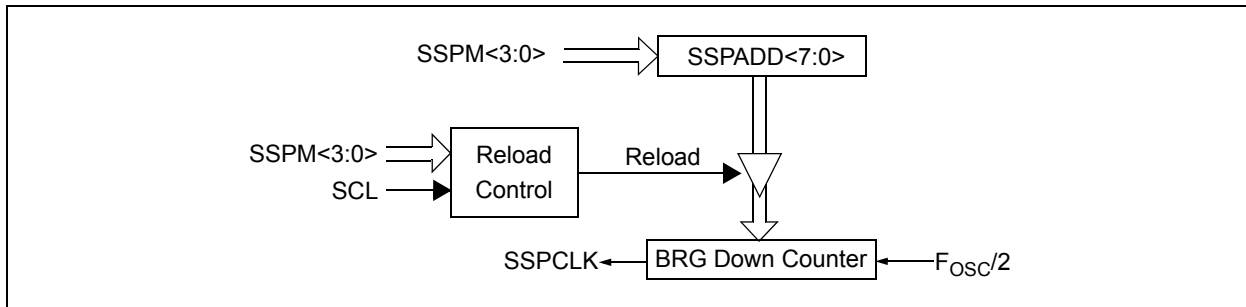 SSPM<3:0>
SSPADD<7:0>
SSPM<3:0>
SCL
Reload
Control
Reload
SSPCLK
BRG Down Counter
FOSC/2